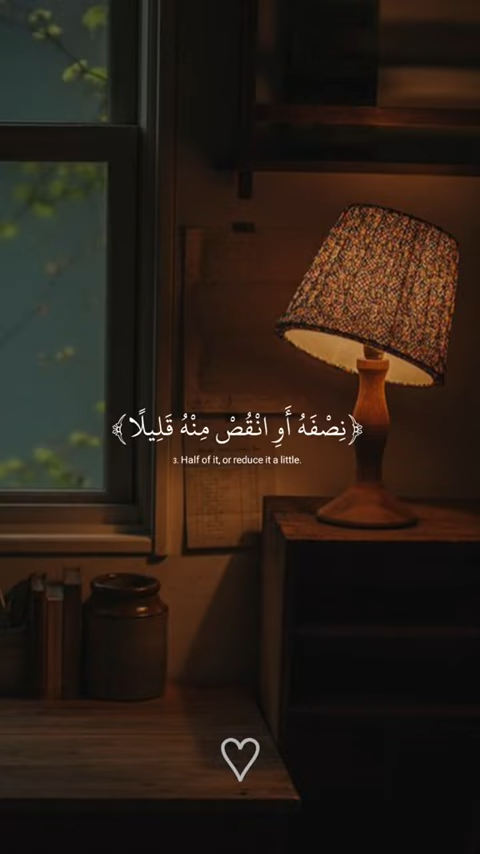 ﴿نِصْفَهُ أَوِ انْقُصْ مِنْهُ قَلِيلًا﴾
3. Half of it, or reduce it a little.